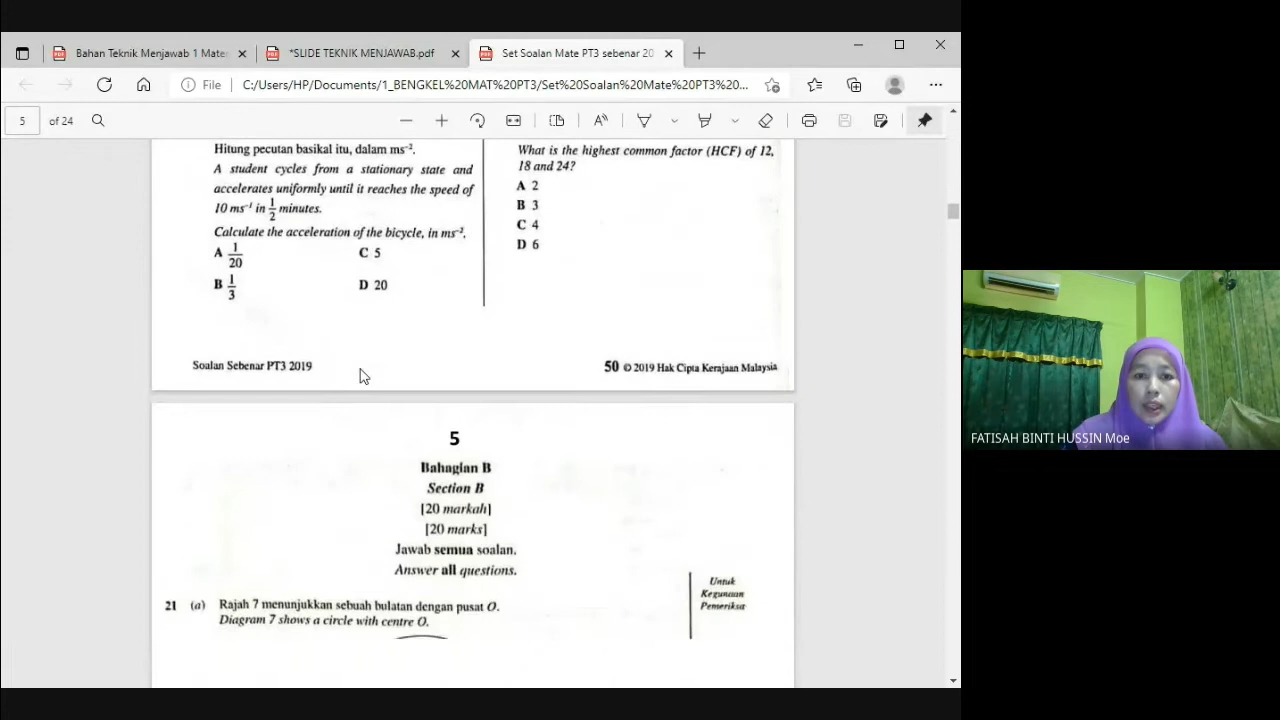 Bahan Teknik Menjawab 1 Mate
*SLIDE TEKNIK MENJAWAB.pdf
Set Soalan Mate PT3 sebenar 20
File
C:/Users/HP/Documents/1_BENGKEL%20MAT%20PT3/Set%20Soalan%20Mate%20PT3%20...
5 of 24
Hitung pecutan basikal itu, dalam ms⁻².
A student cycles from a stationary state and
accelerates uniformly until it reaches the speed of
10 ms⁻¹ in 1/2 minutes.
Calculate the acceleration of the bicycle, in ms⁻².
A 1/20
C 5
B 1/3
D 20
What is the highest common factor (HCF) of 12,
18 and 24?
A 2
B 3
C 4
D 6
Soalan Sebenar PT3 2019
50 © 2019 Hak Cipta Kerajaan Malaysia
5
Bahagian B
Section B
[20 markah]
[20 marks]
Jawab semua soalan.
Answer all questions.
Untuk
Kegunaan
Pemeriksa
21 (a) Rajah 7 menunjukkan sebuah bulatan dengan pusat O.
Diagram 7 shows a circle with centre O.
FATISAH BINTI HUSSIN Moe